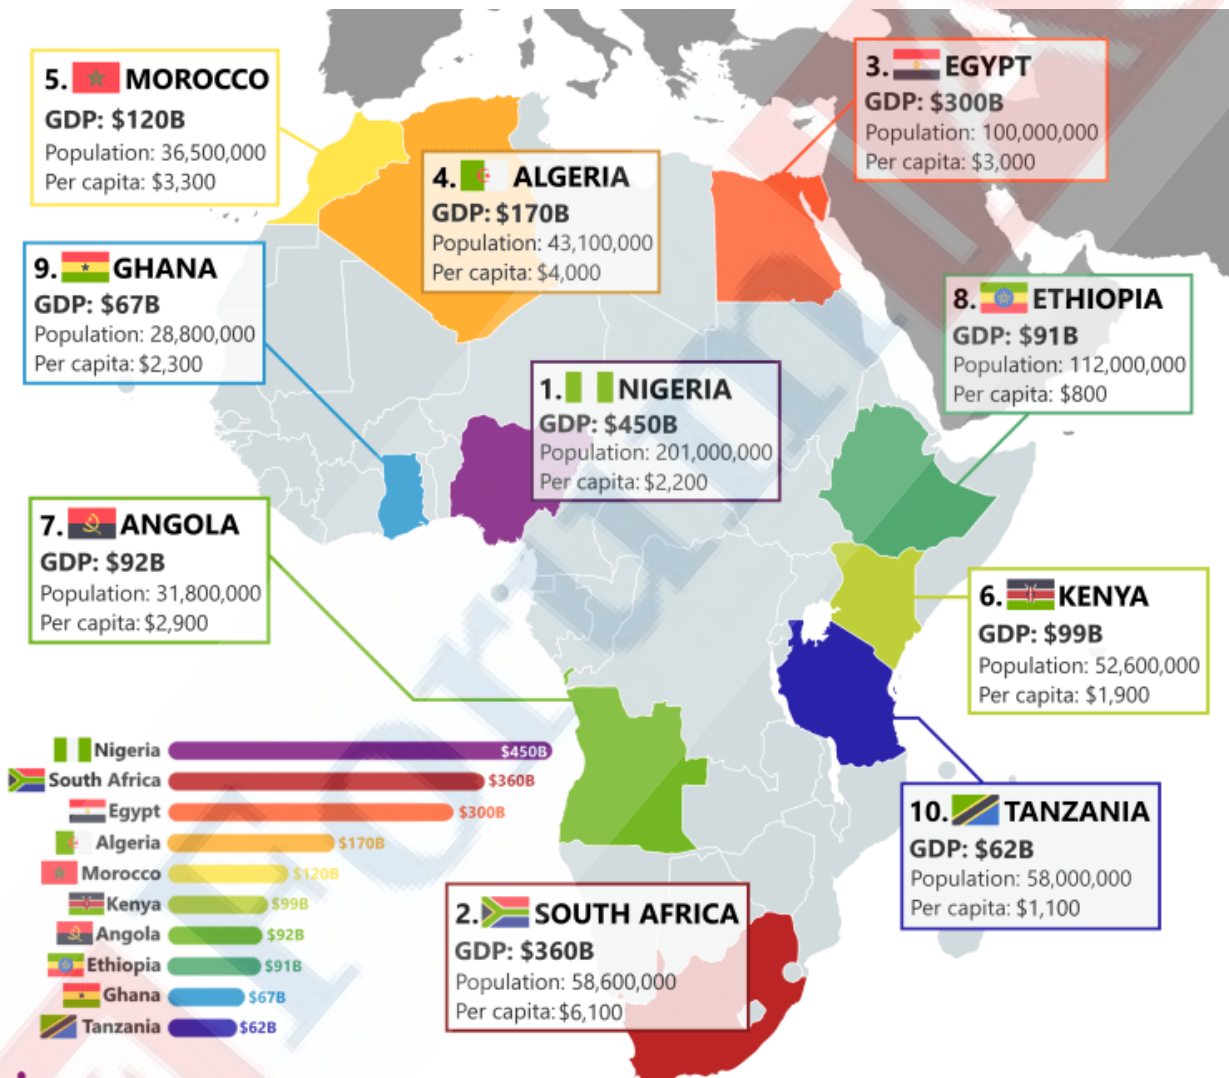 5. MOROCCO
GDP: $120B
Population: 36,500,000
Per capita: $3,300
3. EGYPT
GDP: $300B
Population: 100,000,000
Per capita: $3,000
4. ALGERIA
GDP: $170B
Population: 43,100,000
Per capita: $4,000
9. GHANA
GDP: $67B
Population: 28,800,000
Per capita: $2,300
8. ETHIOPIA
GDP: $91B
Population: 112,000,000
Per capita: $800
1. NIGERIA
GDP: $450B
Population: 201,000,000
Per capita: $2,200
7. ANGOLA
GDP: $92B
Population: 31,800,000
Per capita: $2,900
6. KENYA
GDP: $99B
Population: 52,600,000
Per capita: $1,900
10. TANZANIA
GDP: $62B
Population: 58,000,000
Per capita: $1,100
2. SOUTH AFRICA
GDP: $360B
Population: 58,600,000
Per capita: $6,100
Nigeria $450B
South Africa $360B
Egypt $300B
Algeria $170B
Morocco $120B
Kenya $99B
Angola $92B
Ethiopia $91B
Ghana $67B
Tanzania $62B